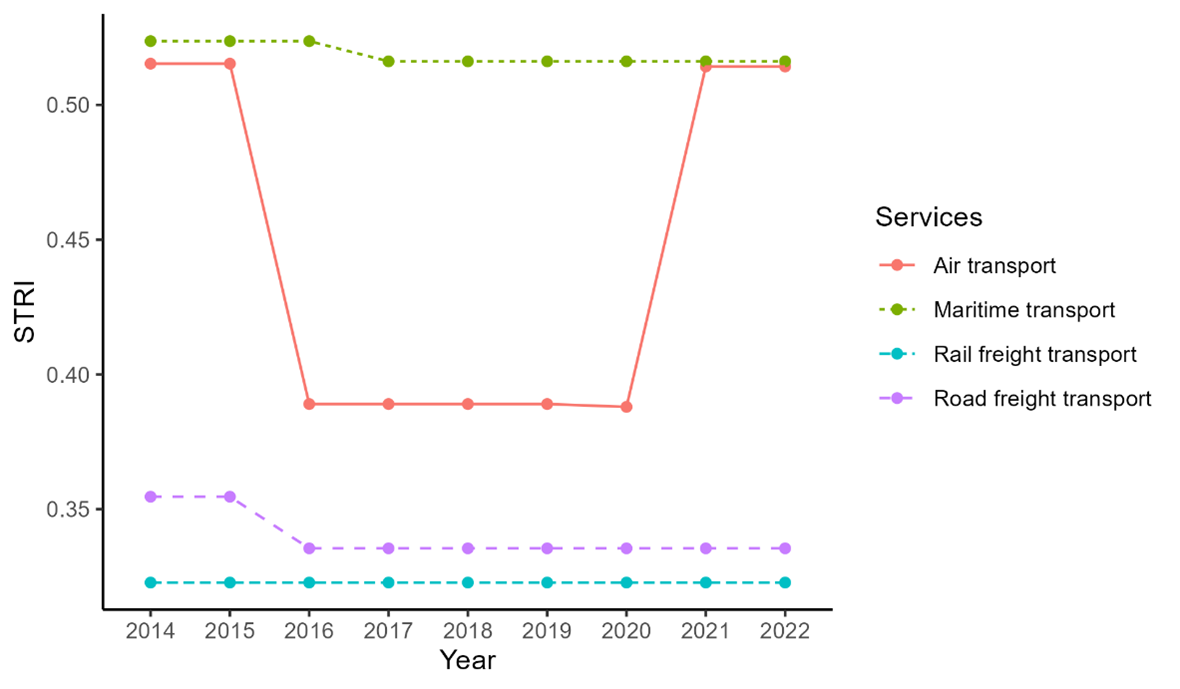 STRI
0.50
0.45
0.40
0.35
2014 2015 2016 2017 2018 2019 2020 2021 2022
Year
Services
Air transport
Maritime transport
Rail freight transport
Road freight transport